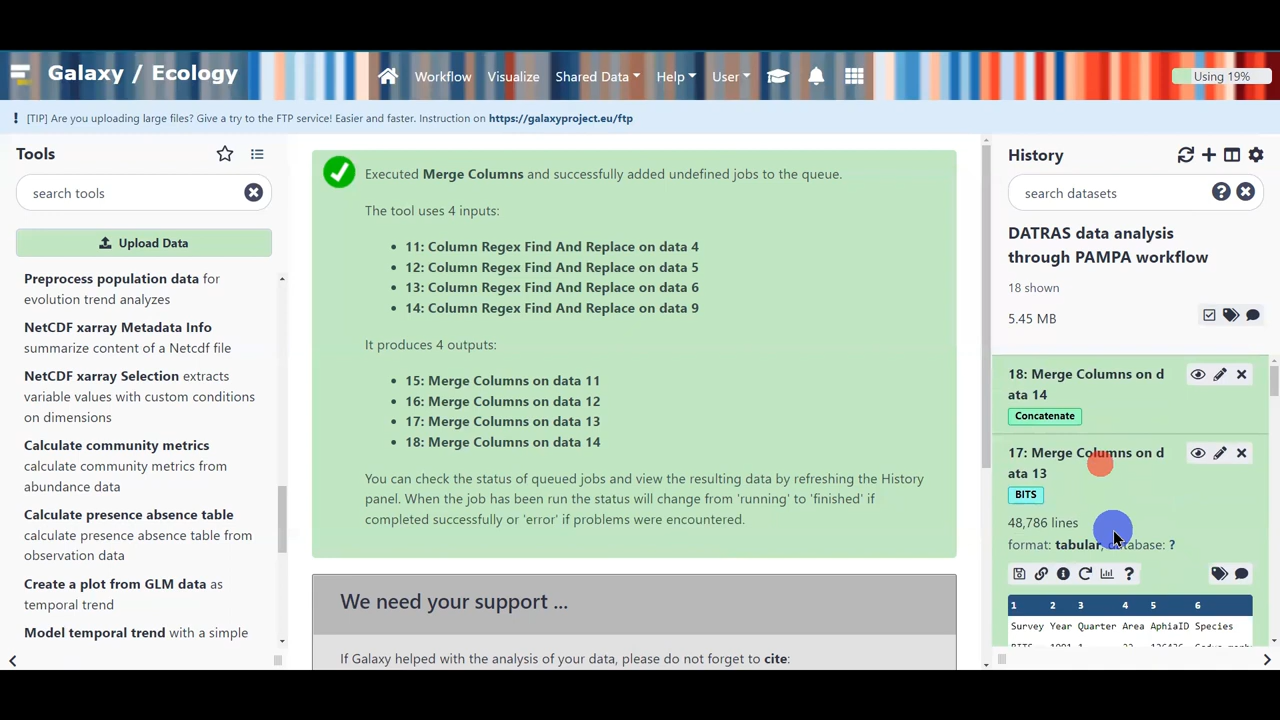 Galaxy / Ecology
Workflow
Visualize
Shared Data
Help
User
Using 19%
! [TIP] Are you uploading large files? Give a try to the FTP service! Easier and faster. Instruction on https://galaxyproject.eu/ftp
Tools
search tools
Upload Data
Preprocess population data for
evolution trend analyzes
NetCDF xarray Metadata Info
summarize content of a Netcdf file
NetCDF xarray Selection extracts
variable values with custom conditions
on dimensions
Calculate community metrics
calculate community metrics from
abundance data
Calculate presence absence table
calculate presence absence table from
observation data
Create a plot from GLM data as
temporal trend
Model temporal trend with a simple
Executed Merge Columns and successfully added undefined jobs to the queue.
The tool uses 4 inputs:
• 11: Column Regex Find And Replace on data 4
• 12: Column Regex Find And Replace on data 5
• 13: Column Regex Find And Replace on data 6
• 14: Column Regex Find And Replace on data 9
It produces 4 outputs:
• 15: Merge Columns on data 11
• 16: Merge Columns on data 12
• 17: Merge Columns on data 13
• 18: Merge Columns on data 14
You can check the status of queued jobs and view the resulting data by refreshing the History
panel. When the job has been run the status will change from 'running' to 'finished' if
completed successfully or 'error' if problems were encountered.
We need your support ...
If Galaxy helped with the analysis of your data, please do not forget to cite:
History
search datasets
DATRAS data analysis
through PAMPA workflow
18 shown
5.45 MB
18: Merge Columns on d
ata 14
Concatenate
17: Merge Columns on d
ata 13
BITS
48,786 lines
format: tabular, database: ?
1 2 3 4 5 6
Survey Year Quarter Area AphiaID Species